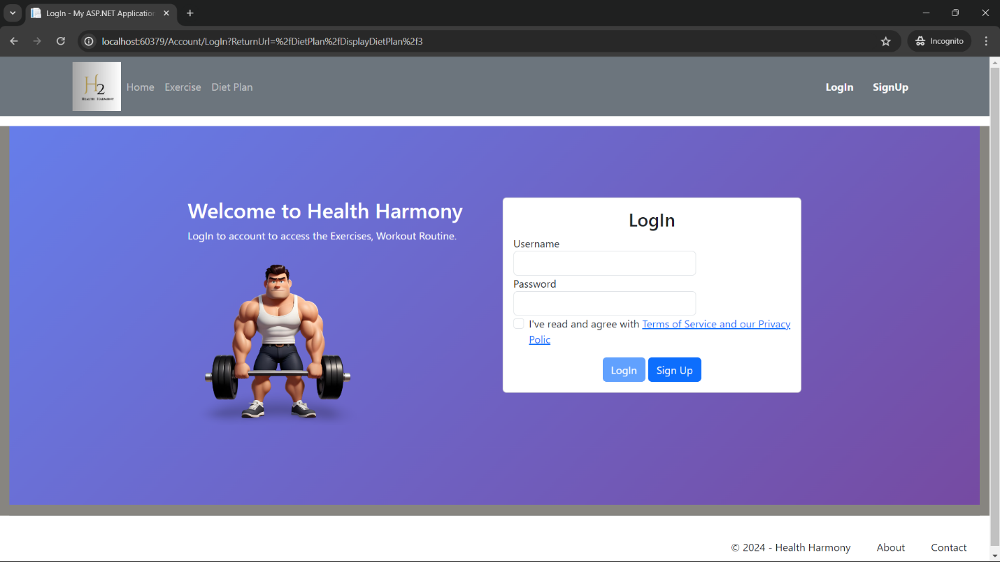 LogIn - My ASP.NET Applicatio
localhost:60379/Account/LogIn?ReturnUrl=%2fDietPlan%2fDisplayDietPlan%2f3
Incognito
H2
HEALTH HARMONY
Home Exercise Diet Plan
LogIn SignUp
Welcome to Health Harmony
LogIn to account to access the Exercises, Workout Routine.
LogIn
Username
Password
I've read and agree with Terms of Service and our Privacy
Polic
LogIn Sign Up
© 2024 - Health Harmony About Contact